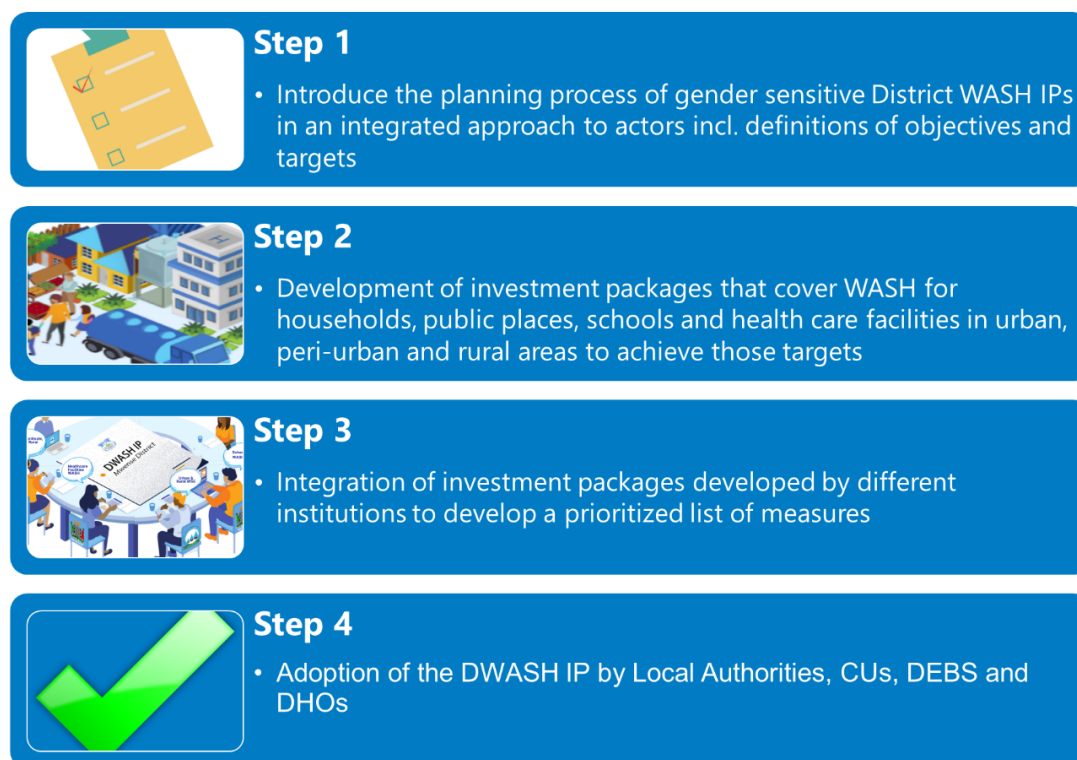 Step 1
• Introduce the planning process of gender sensitive District WASH IPs
in an integrated approach to actors incl. definitions of objectives and
targets
Step 2
• Development of investment packages that cover WASH for
households, public places, schools and health care facilities in urban,
peri-urban and rural areas to achieve those targets
H
Step 3
• Integration of investment packages developed by different
institutions to develop a prioritized list of measures
DWASH IP
District
Healthcare
Facilities
Step 4
• Adoption of the DWASH IP by Local Authorities, CUs, DEBS and
DHOs